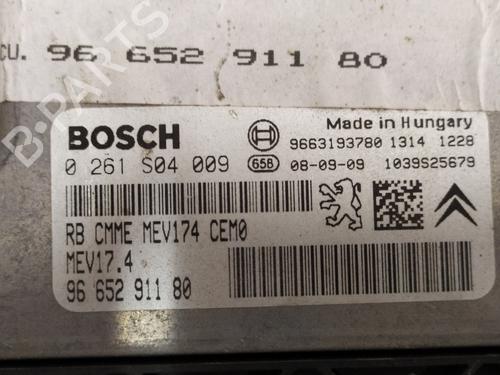 CU. 96 652 911 80
BOSCH
Made in Hungary
9663193780 1314 1228
0 261 S04 009 658 08-09-09 1039S25679
RB CMME MEV174 CEM0
MEV17.4
96 652 911 80
B-PARTS